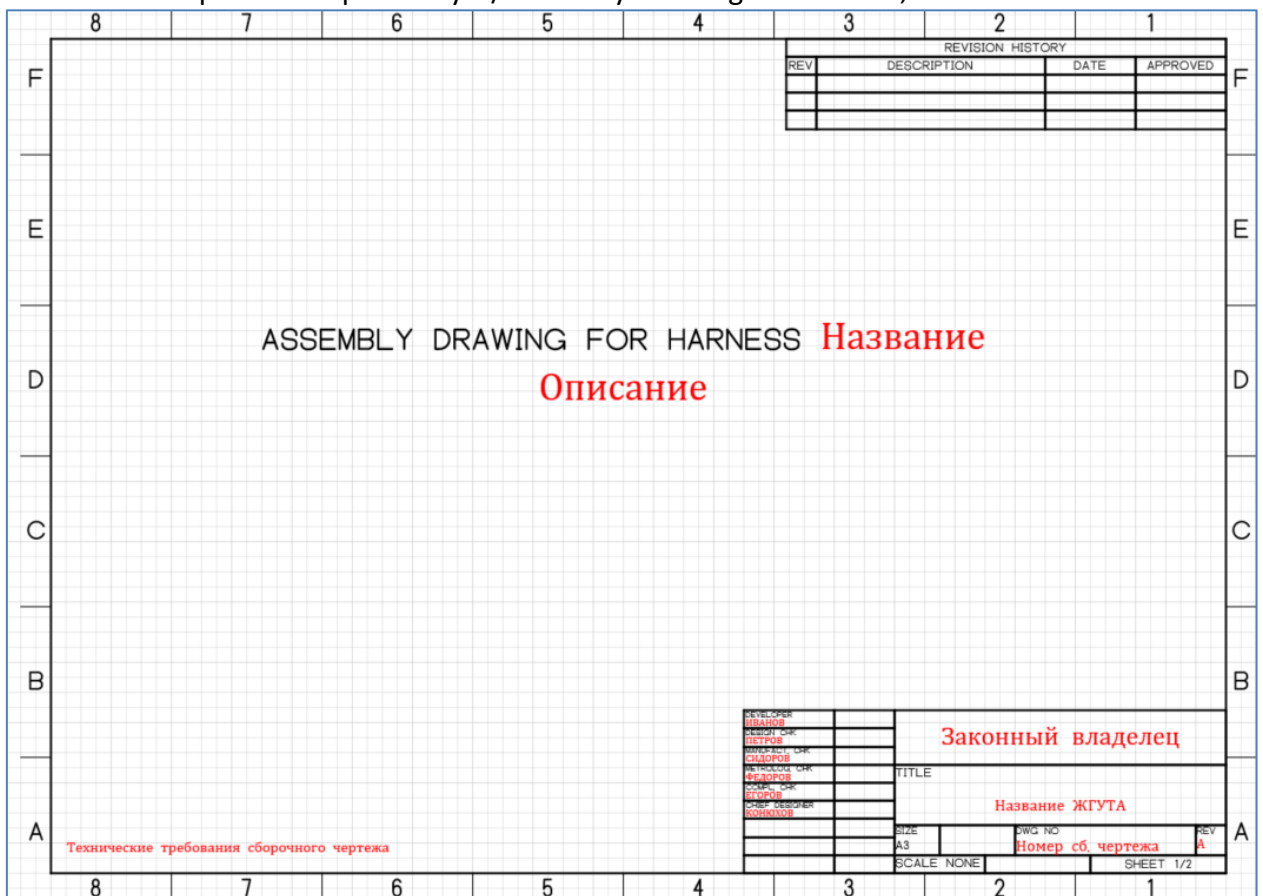 8 7 6 5 4 3 2 1
REVISION HISTORY
REV DESCRIPTION DATE APPROVED
F F
E E
ASSEMBLY DRAWING FOR HARNESS Название
Описание
D D
C C
B B
DEVELOPER
ИВАНОВ
DESIGN CHK
ПЕТРОВ
MANUFACT. CHK
СИДОРОВ
METROLOG. CHK
ФЕДОРОВ
COMPL. CHK
ЕГОРОВ
CHIEF DESIGNER
КОНЮХОВ
Законный владелец
TITLE
Название ЖГУТА
SIZE
A3
DWG NO
Номер сб. чертежа
REV
A
SCALE NONE
SHEET 1/2
A A
Технические требования сборочного чертежа
8 7 6 5 4 3 2 1